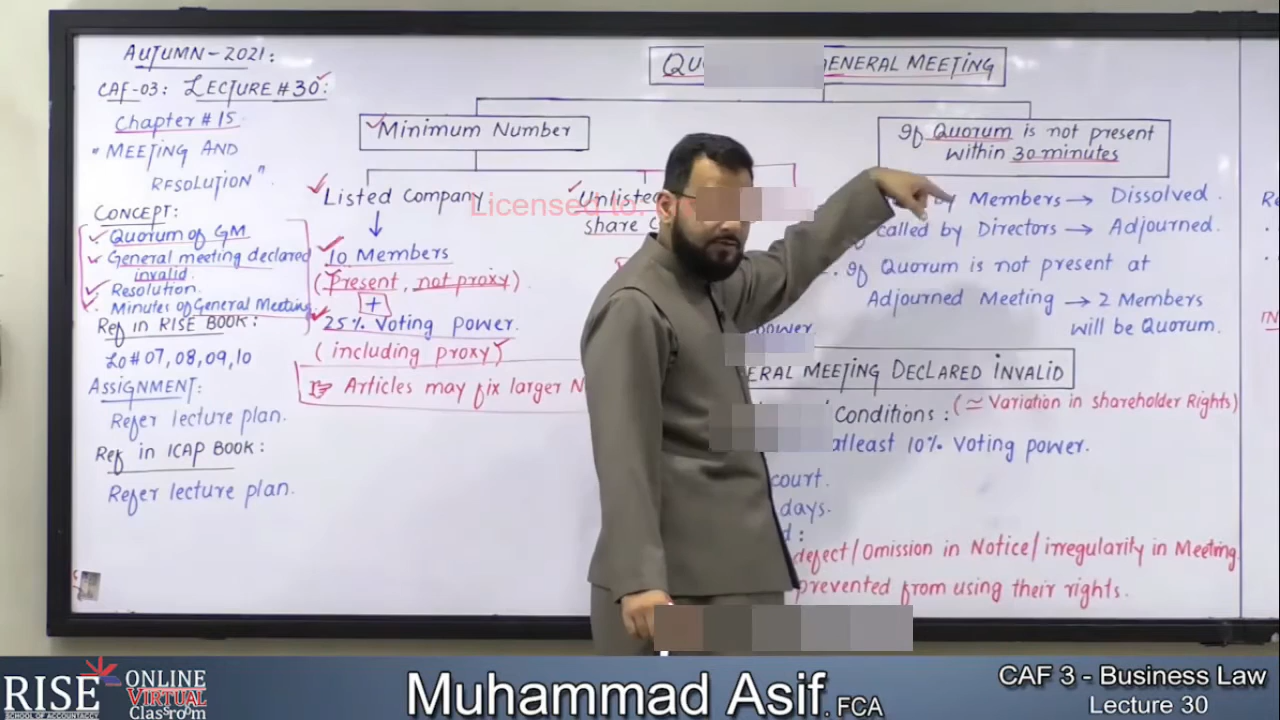 AUTUMN-2021:
CAF-03: LECTURE #30:
Chapter #15
"MEETING AND
RESOLUTION".
CONCEPT:
Quorum of GM.
General meeting declared
invalid.
Resolution.
Minutes of General Meeting
Ref in RISE BOOK:
LO #07, 08, 09, 10
ASSIGNMENT:
Refer lecture plan.
Ref in ICAP BOOK:
Refer lecture plan.
GENERAL MEETING
Minimum Number
Listed Company
10 Members
(Present, not proxy).
+
25% Voting power.
(including proxy)
Articles may fix larger
Unlisted
share
power
If Quorum is not present
within 30 minutes
Members → Dissolved.
called by Directors → Adjourned.
If Quorum is not present at
Adjourned Meeting → 2 Members
will be Quorum.
MEETING DECLARED INVALID
Conditions: (≃ Variation in shareholder Rights)
atleast 10% Voting power.
court.
days.
defect/Omission in Notice/irregularity in Meeting
prevented from using their rights.
Licensed to:
RISE
SCHOOL OF ACCOUNTANCY
ONLINE
VIRTUAL
Classroom
Muhammad Asif, FCA
CAF 3 - Business Law
Lecture 30